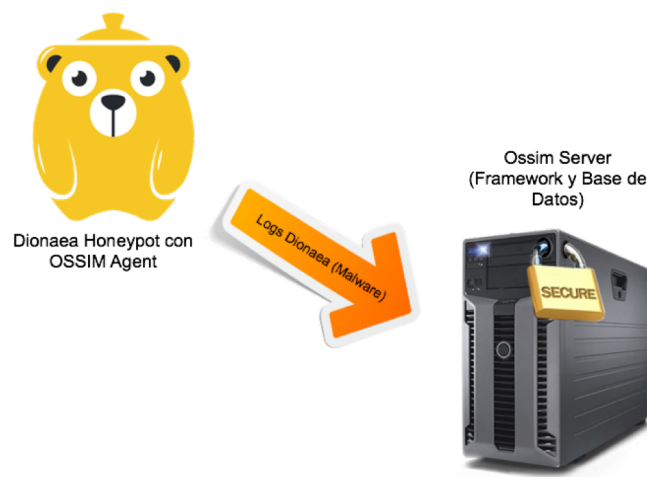 Dionaea Honeypot con
OSSIM Agent
Logs Dionaea (Malware)
Ossim Server
(Framework y Base de
Datos)
SECURE